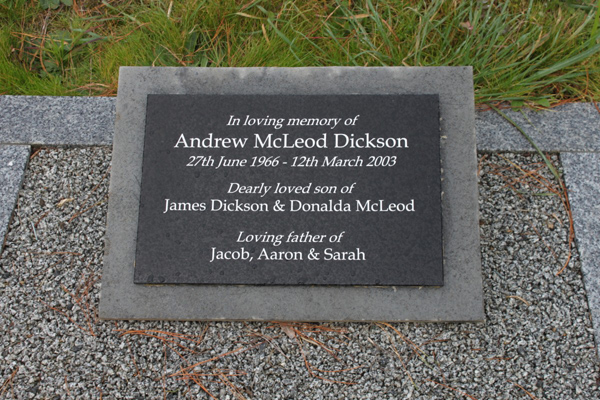 In loving memory of
Andrew McLeod Dickson
27th June 1966 - 12th March 2003
Dearly loved son of
James Dickson & Donalda McLeod
Loving father of
Jacob, Aaron & Sarah